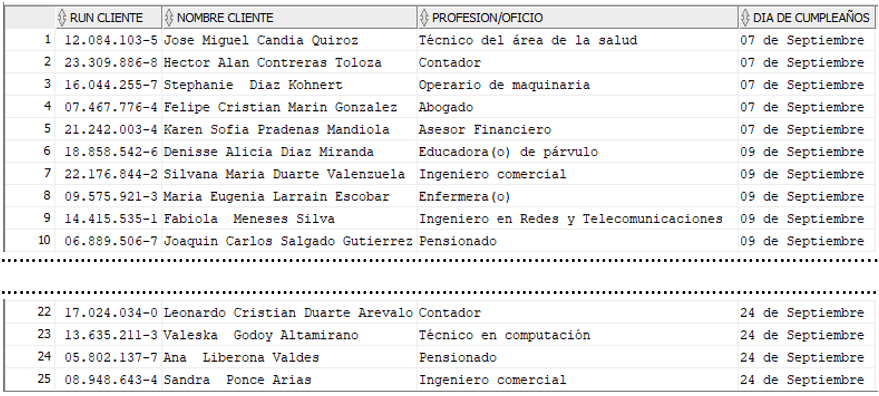 RUN CLIENTE NOMBRE CLIENTE PROFESION/OFICIO DIA DE CUMPLEAÑOS
1 12.084.103-5 Jose Miguel Candia Quiroz Técnico del área de la salud 07 de Septiembre
2 23.309.886-8 Hector Alan Contreras Toloza Contador 07 de Septiembre
3 16.044.255-7 Stephanie  Diaz Kohnert Operario de maquinaria 07 de Septiembre
4 07.467.776-4 Felipe Cristian Marin Gonzalez Abogado 07 de Septiembre
5 21.242.003-4 Karen Sofia Pradenas Mandiola Asesor Financiero 07 de Septiembre
6 18.858.542-6 Denisse Alicia Diaz Miranda Educadora(o) de párvulo 09 de Septiembre
7 22.176.844-2 Silvana Maria Duarte Valenzuela Ingeniero comercial 09 de Septiembre
8 09.575.921-3 Maria Eugenia Larrain Escobar Enfermera(o) 09 de Septiembre
9 14.415.535-1 Fabiola  Meneses Silva Ingeniero en Redes y Telecomunicaciones 09 de Septiembre
10 06.889.506-7 Joaquin Carlos Salgado Gutierrez Pensionado 09 de Septiembre
22 17.024.034-0 Leonardo Cristian Duarte Arevalo Contador 24 de Septiembre
23 13.635.211-3 Valeska  Godoy Altamirano Técnico en computación 24 de Septiembre
24 05.802.137-7 Ana  Liberona Valdes Pensionado 24 de Septiembre
25 08.948.643-4 Sandra  Ponce Arias Ingeniero comercial 24 de Septiembre